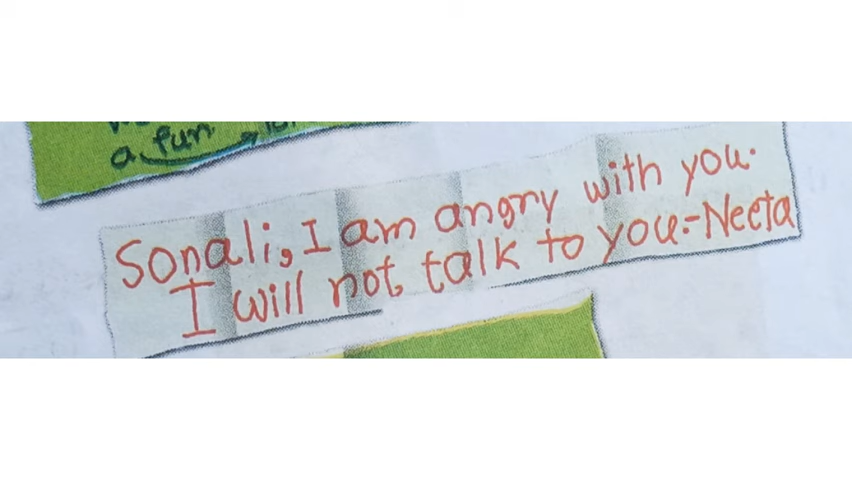 a fun
Sonali, I am angry with you.
I will not talk to you.-Neeta